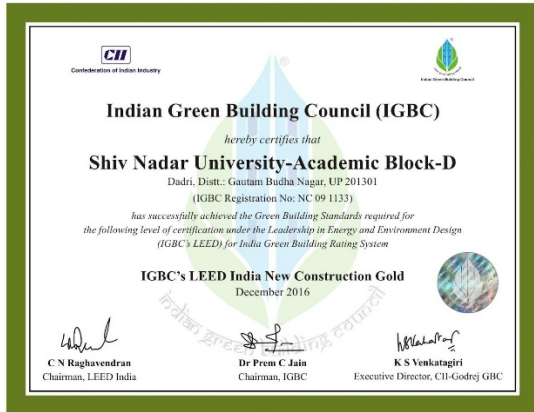 CII
Confederation of Indian Industry
Indian Green Building Council
Indian Green Building Council (IGBC)
hereby certifies that
Shiv Nadar University-Academic Block-D
Dadri, Distt.: Gautam Budha Nagar, UP 201301
(IGBC Registration No: NC 09 1133)
has successfully achieved the Green Building Standards required for
the following level of certification under the Leadership in Energy and Environment Design
(IGBC's LEED) for India Green Building Rating System
IGBC's LEED India New Construction Gold
December 2016
indian green building council
C N Raghavendran
Chairman, LEED India
Dr Prem C Jain
Chairman, IGBC
K S Venkatagiri
Executive Director, CII-Godrej GBC